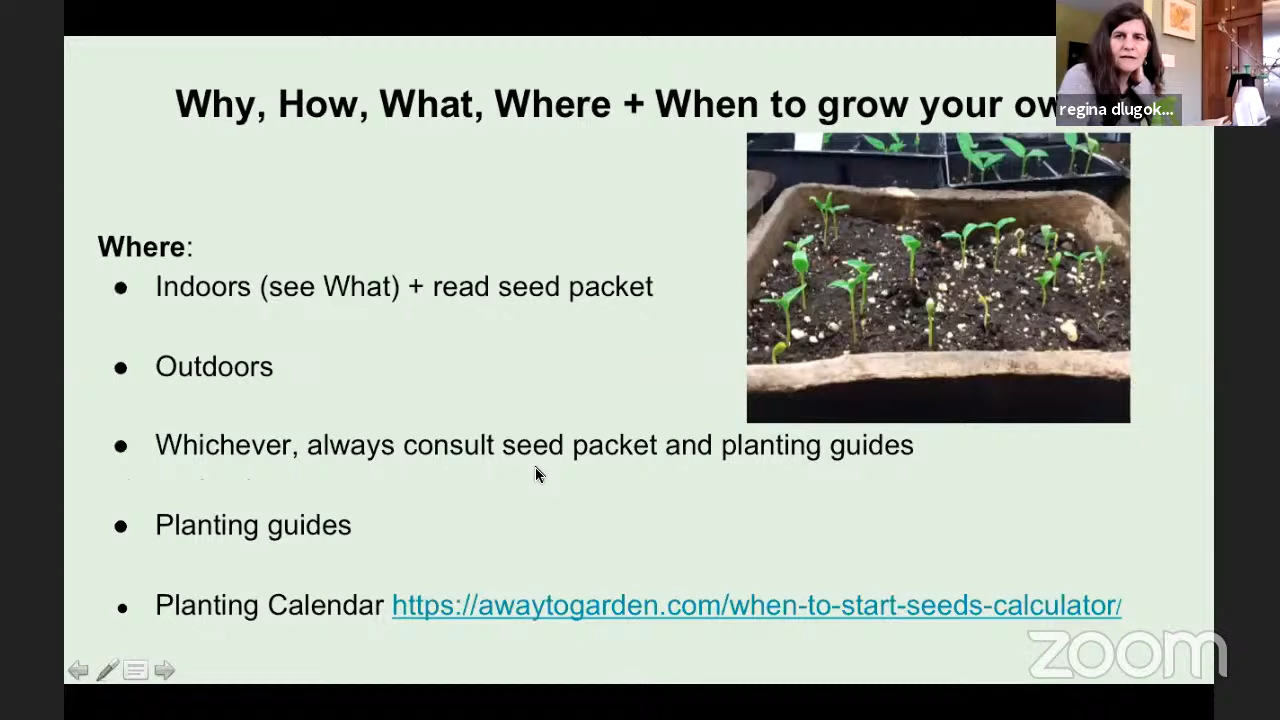 Why, How, What, Where + When to grow your ow
regina dlugok...
Where:
● Indoors (see What) + read seed packet
● Outdoors
● Whichever, always consult seed packet and planting guides
● Planting guides
● Planting Calendar https://awaytogarden.com/when-to-start-seeds-calculator/
zoom